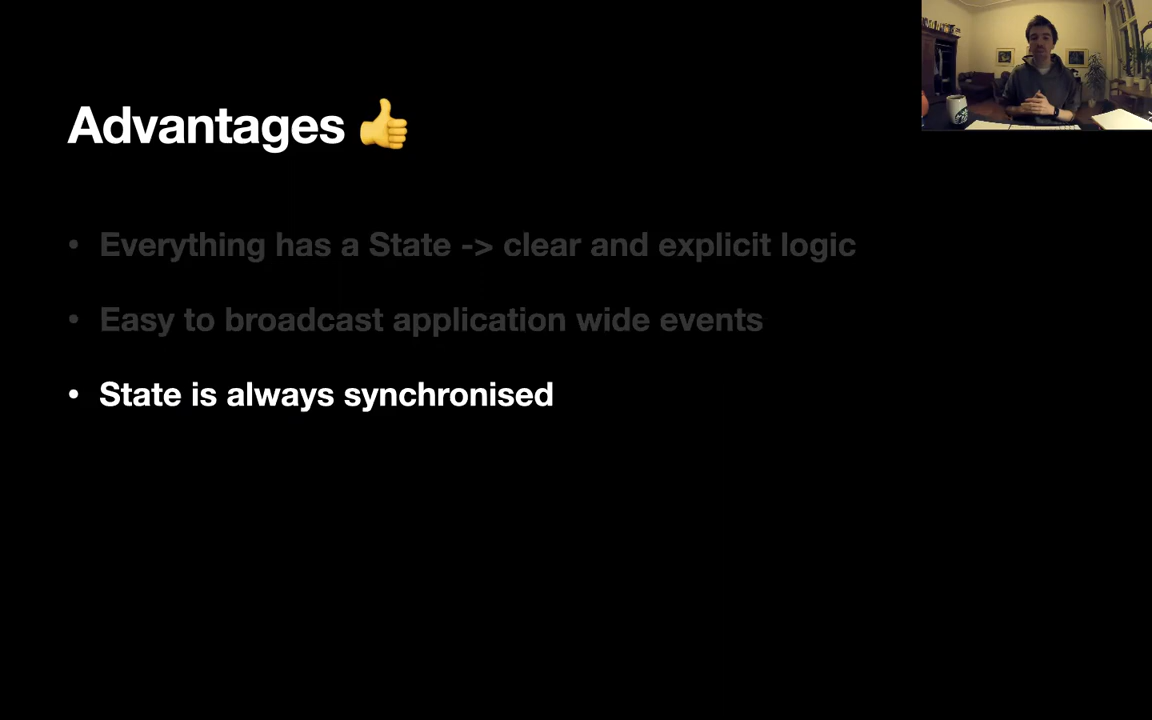 Advantages 👍
• Everything has a State -> clear and explicit logic
• Easy to broadcast application wide events
• State is always synchronised